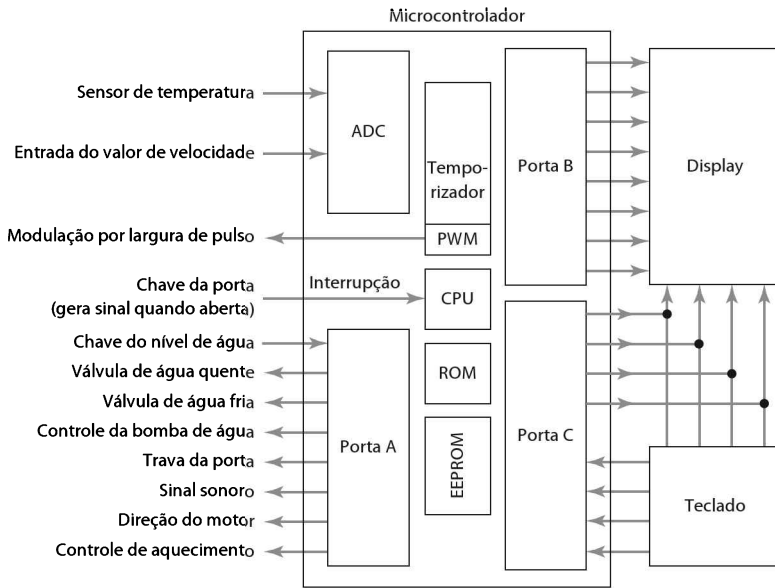 Microcontrolador
Sensor de temperatura
Entrada do valor de velocidade
Modulação por largura de pulso
Chave da porta
(gera sinal quando aberta)
Chave do nível de água
Válvula de água quente
Válvula de água fria
Controle da bomba de água
Trava da porta
Sinal sonoro
Direção do motor
Controle de aquecimento
ADC
Interrupção
Porta A
Tempo-
rizador
PWM
CPU
ROM
EEPROM
Porta B
Porta C
Display
Teclado